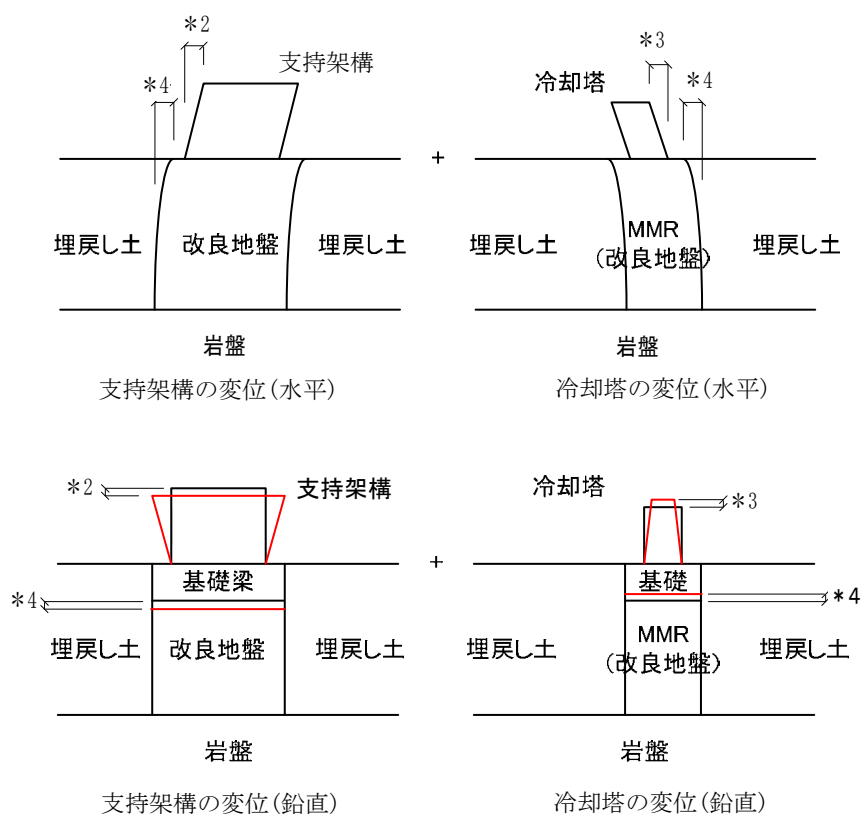 *2
*4
支持架構
埋戻し土
改良地盤
埋戻し土
岩盤
支持架構の変位(水平)
+
*3
*4
冷却塔
埋戻し土
MMR
(改良地盤)
埋戻し土
岩盤
冷却塔の変位(水平)
*2
支持架構
基礎梁
*4
埋戻し土
改良地盤
埋戻し土
岩盤
支持架構の変位(鉛直)
+
冷却塔
*3
基礎
*4
埋戻し土
MMR
(改良地盤)
埋戻し土
岩盤
冷却塔の変位(鉛直)